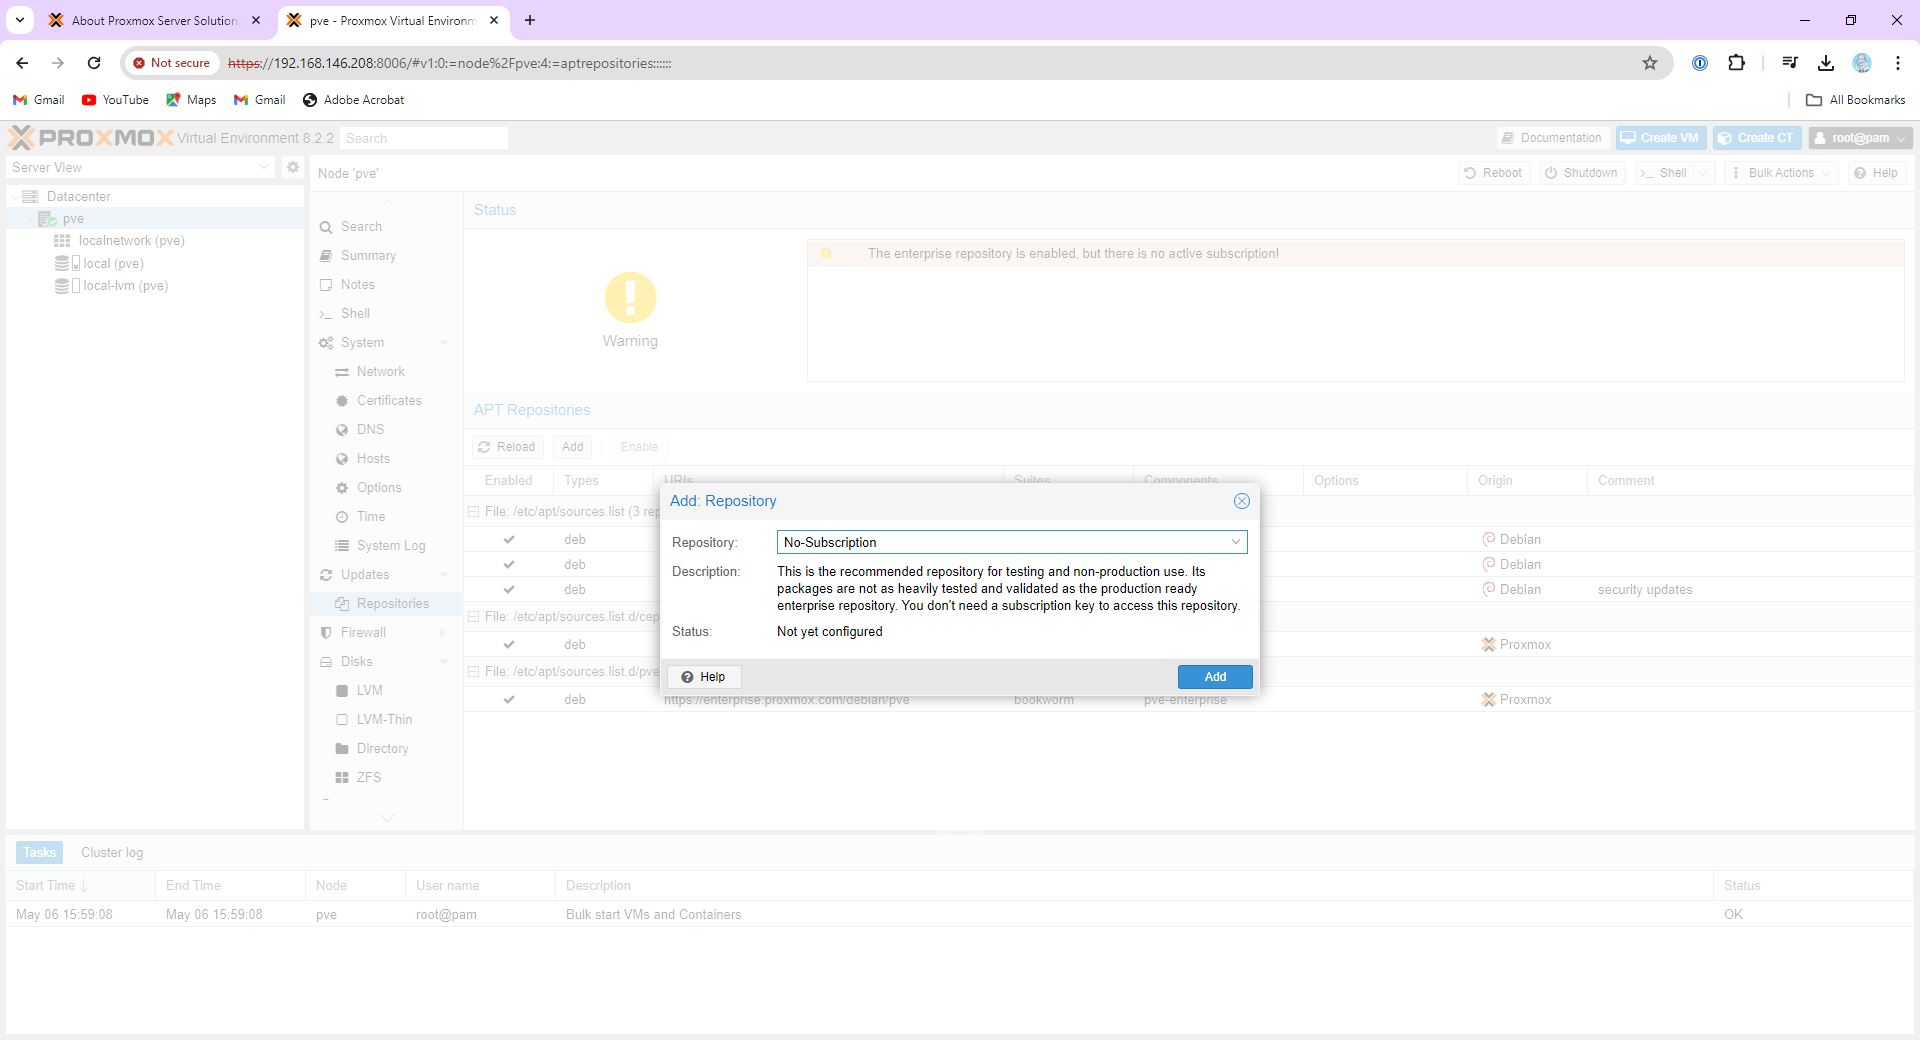 About Proxmox Server Solution
pve - Proxmox Virtual Environm
Not secure
https://192.168.146.208:8006/#v1:0:=node%2Fpve:4:=aptrepositories::::::
Gmail
YouTube
Maps
Gmail
Adobe Acrobat
All Bookmarks
PROXMOX
Virtual Environment 8.2.2
Search
Documentation
Create VM
Create CT
root@pam
Server View
Node 'pve'
Reboot
Shutdown
Shell
Bulk Actions
Help
Datacenter
pve
localnetwork (pve)
local (pve)
local-lvm (pve)
Search
Summary
Notes
Shell
System
Network
Certificates
DNS
Hosts
Options
Time
System Log
Updates
Repositories
Firewall
Disks
LVM
LVM-Thin
Directory
ZFS
Status
Warning
The enterprise repository is enabled, but there is no active subscription!
APT Repositories
Reload
Add
Enable
Enabled
Types
URIs
Suites
Components
Options
Origin
Comment
File: /etc/apt/sources.list (3 rep
deb
Debian
deb
Debian
deb
Debian
security updates
File: /etc/apt/sources.list.d/cep
deb
Proxmox
File: /etc/apt/sources.list.d/pve
deb
https://enterprise.proxmox.com/debian/pve
bookworm
pve-enterprise
Proxmox
Add: Repository
Repository:
No-Subscription
Description:
This is the recommended repository for testing and non-production use. Its
packages are not as heavily tested and validated as the production ready
enterprise repository. You don't need a subscription key to access this repository.
Status:
Not yet configured
Help
Add
Tasks
Cluster log
Start Time
End Time
Node
User name
Description
Status
May 06 15:59:08
May 06 15:59:08
pve
root@pam
Bulk start VMs and Containers
OK